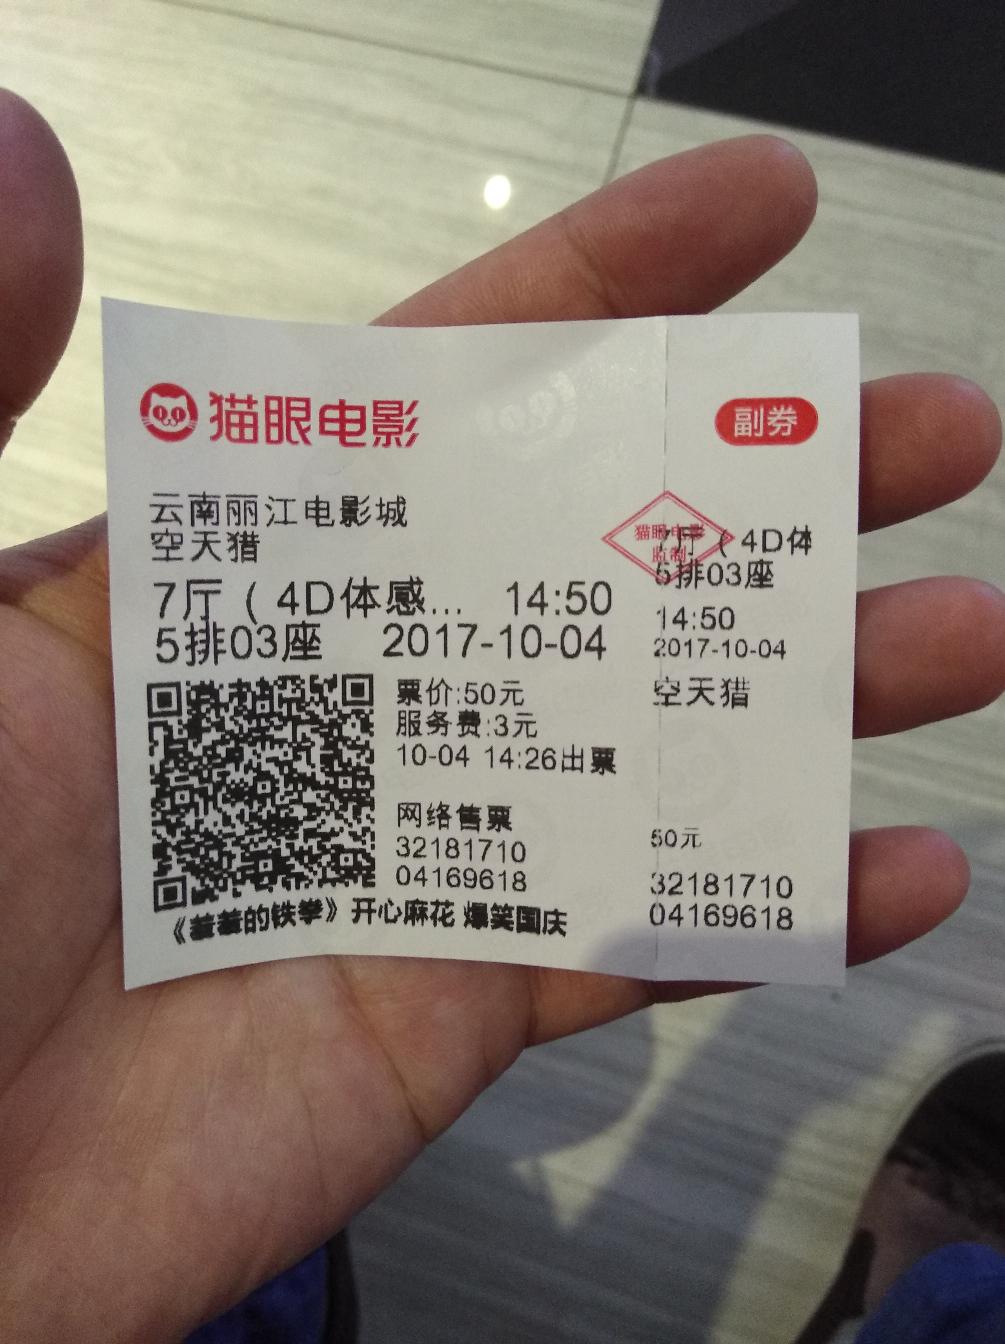 猫眼电影
副券
云南丽江电影城
空天猎
7厅（4D体感... 14:50
5排03座 2017-10-04
票价:50元
服务费:3元
10-04 14:26出票
网络售票
32181710
04169618
《羞羞的铁拳》开心麻花 爆笑国庆
猫眼电影
监制
7厅（4D体
5排03座
14:50
2017-10-04
空天猎
50元
32181710
04169618